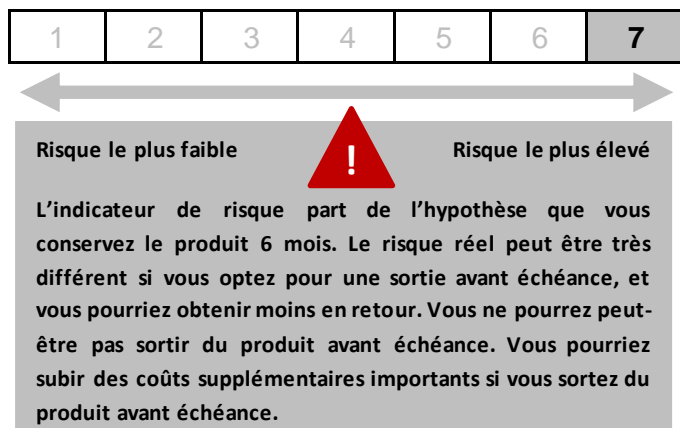 1 2 3 4 5 6 7
!
Risque le plus faible Risque le plus élevé
L’indicateur de risque part de l’hypothèse que vous
conservez le produit 6 mois. Le risque réel peut être très
différent si vous optez pour une sortie avant échéance, et
vous pourriez obtenir moins en retour. Vous ne pourrez peut-
être pas sortir du produit avant échéance. Vous pourriez
subir des coûts supplémentaires importants si vous sortez du
produit avant échéance.